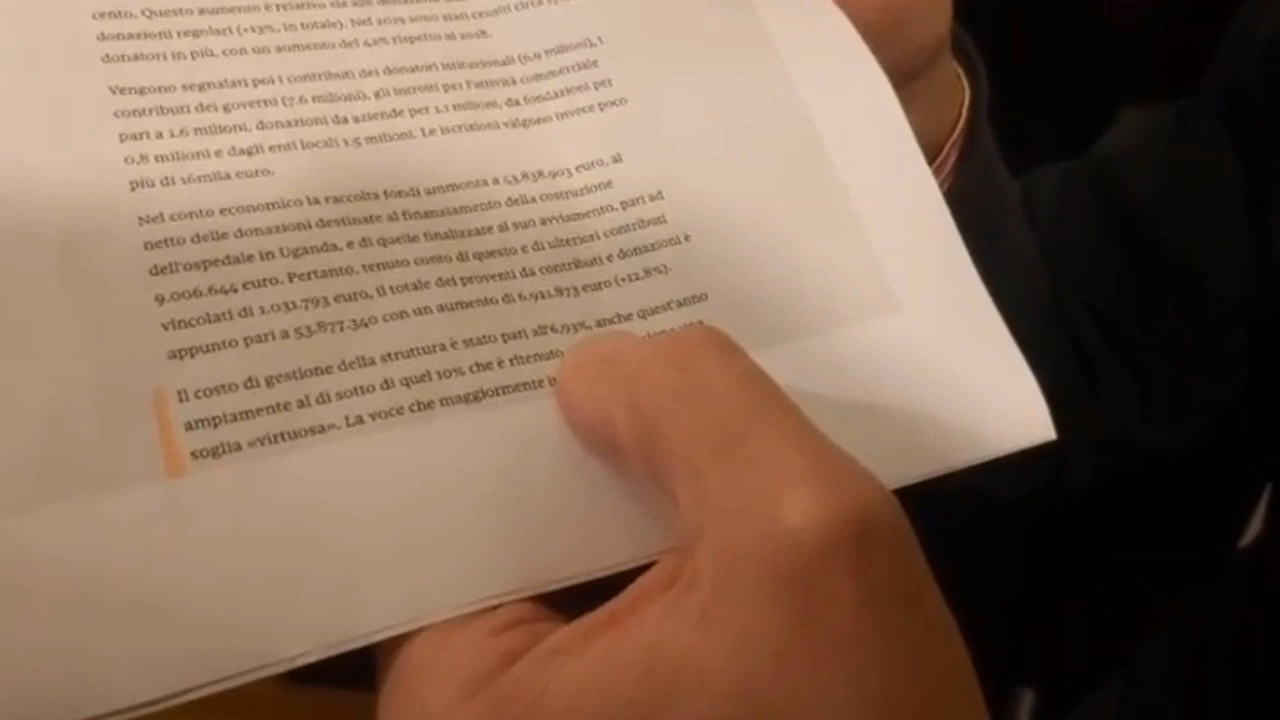 cento. Questo aumento è relativo sia alle
donazioni regolari (+13%, in totale). Nel 2019 sono stati censiti circa
donatori in più, con un aumento del 42% rispetto al 2018.
Vengono segnalati poi i contributi dei donatori istituzionali (6,9 milioni), i
contributi dei governi (7,6 milioni), gli introiti per l'attività commerciale
pari a 1,6 milioni, donazioni da aziende per 1,1 milioni, da fondazioni per
0,8 milioni e dagli enti locali 1,5 milioni. Le iscrizioni valgono invece poco
più di 16mila euro.
Nel conto economico la raccolta fondi ammonta a 53.838.903 euro, al
netto delle donazioni destinate al finanziamento della costruzione
dell'ospedale in Uganda, e di quelle finalizzate al suo avviamento, pari ad
9.006.644 euro. Pertanto, tenuto conto di questo e di ulteriori contributi
vincolati di 1.031.793 euro, il totale dei proventi da contributi e donazioni è
appunto pari a 53.877.340 con un aumento di 6.921.873 euro (+12,8%).
Il costo di gestione della struttura è stato pari all'6,93%, anche quest'anno
ampiamente al di sotto di quel 10% che è ritenuto una
soglia «virtuosa». La voce che maggiormente